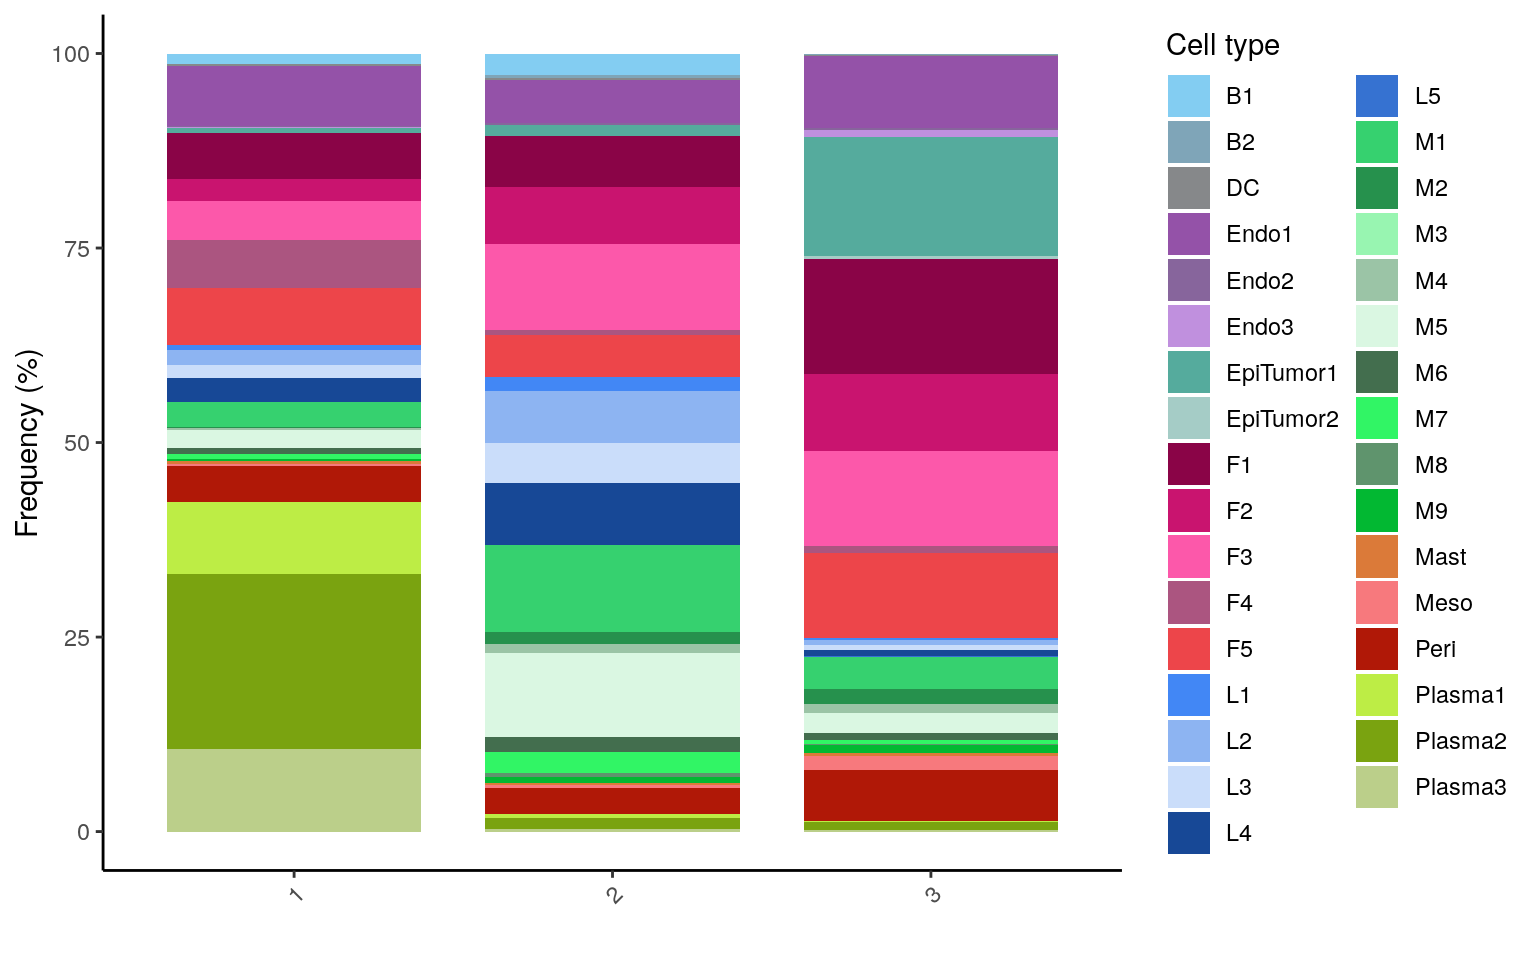 Frequency (%)
100
75
50
25
0
1
2
3
Cell type
B1
B2
DC
Endo1
Endo2
Endo3
EpiTumor1
EpiTumor2
F1
F2
F3
F4
F5
L1
L2
L3
L4
L5
M1
M2
M3
M4
M5
M6
M7
M8
M9
Mast
Meso
Peri
Plasma1
Plasma2
Plasma3